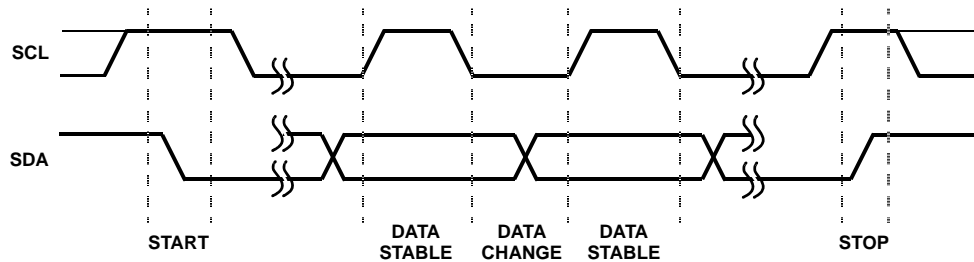 SCL
SDA
START
DATA
STABLE
DATA
CHANGE
DATA
STABLE
STOP